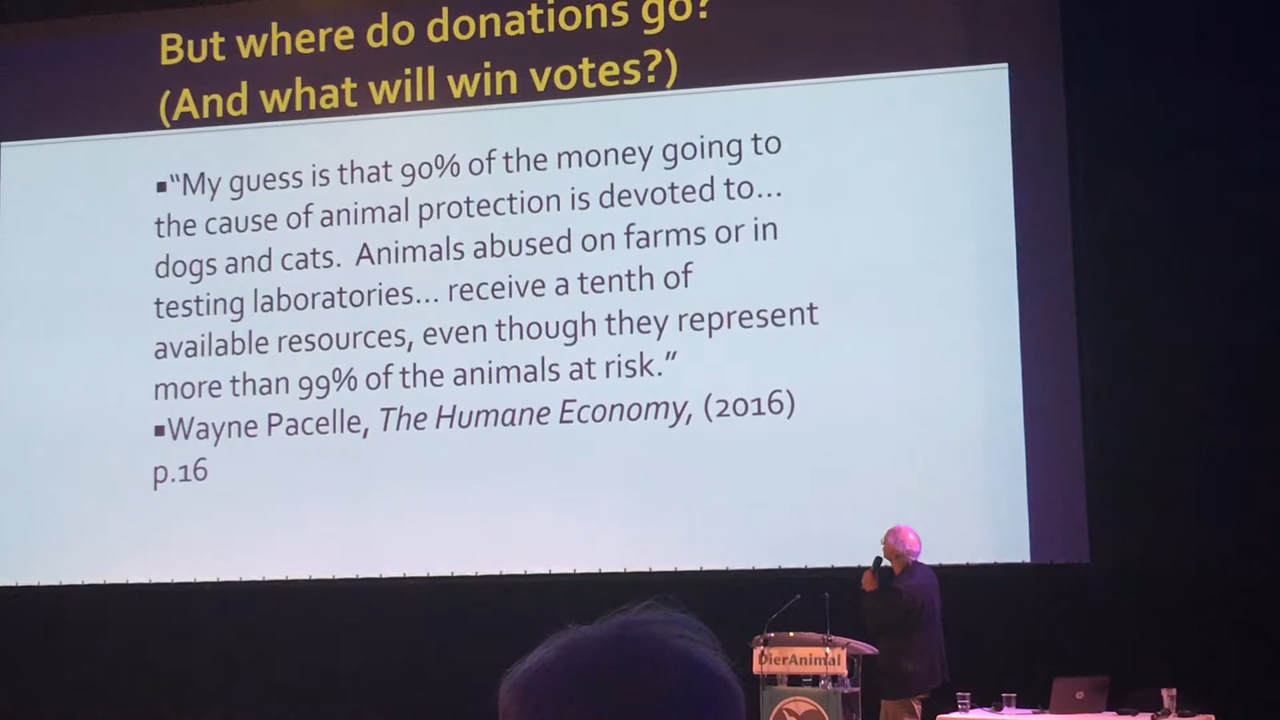 But where do donations go?
(And what will win votes?)
▪“My guess is that 90% of the money going to
the cause of animal protection is devoted to...
dogs and cats.  Animals abused on farms or in
testing laboratories... receive a tenth of
available resources, even though they represent
more than 99% of the animals at risk.”
▪Wayne Pacelle, The Humane Economy, (2016)
p.16
DierAnimal
hp